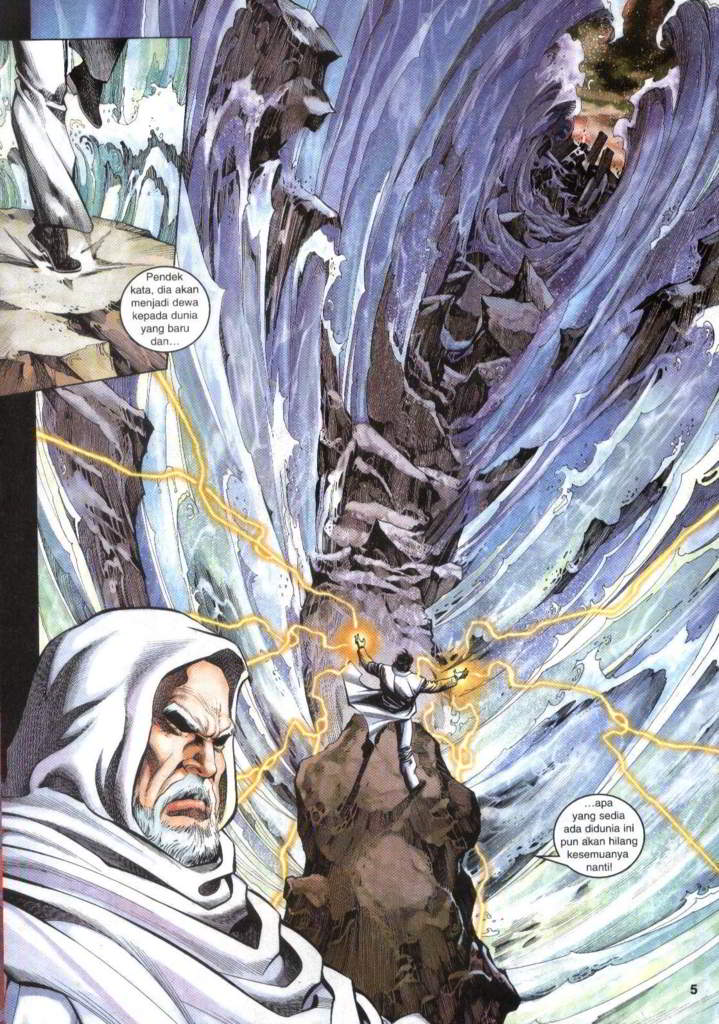 Pendek
kata, dia akan
menjadi dewa
kepada dunia
yang baru
dan...
...apa
yang sedia
ada didunia ini
pun akan hilang
kesemuanya
nanti!
5